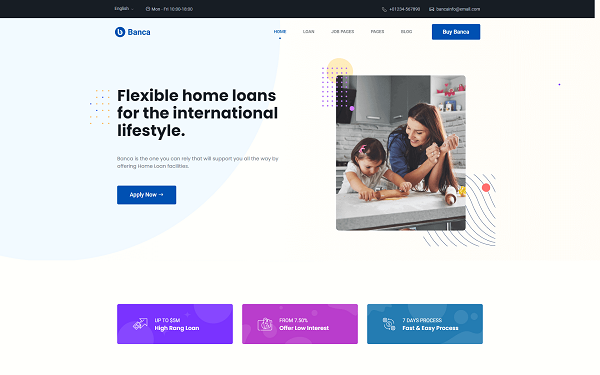 English
Mon - Fri 10:00-18:00
+01234-567890
bancainfo@email.com
Banca
HOME
LOAN
JOB PAGES
PAGES
BLOG
Buy Banca
Flexible home loans
for the international
lifestyle.
Banca is the one you can rely that will support you all the way by
offering Home Loan facilities.
Apply Now →
UP TO $5M
High Rang Loan
FROM 7.50%
Offer Low Interest
7 DAYS PROCESS
Fast & Easy Process